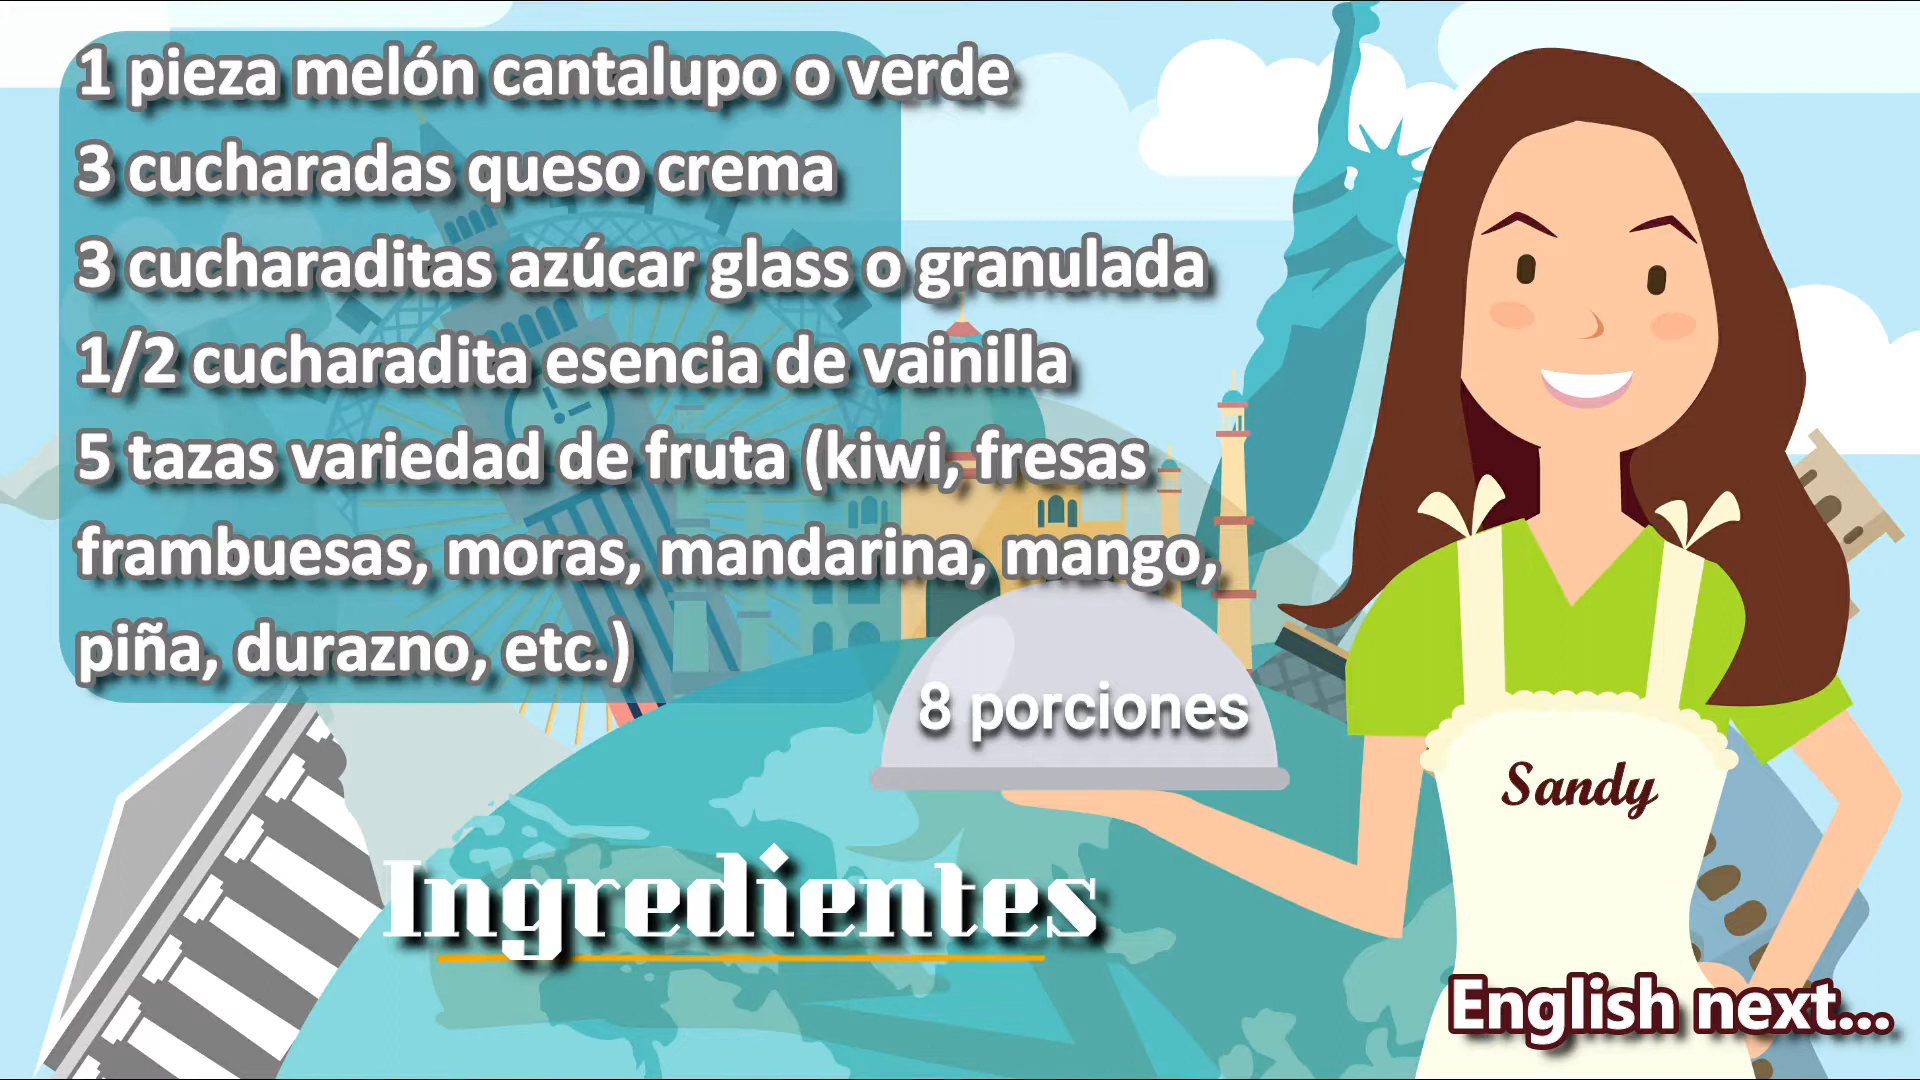 1 pieza melón cantalupo o verde
3 cucharadas queso crema
3 cucharaditas azúcar glass o granulada
1/2 cucharadita esencia de vainilla
5 tazas variedad de fruta (kiwi, fresas
frambuesas, moras, mandarina, mango,
piña, durazno, etc.)
8 porciones
Sandy
Ingredientes
English next...